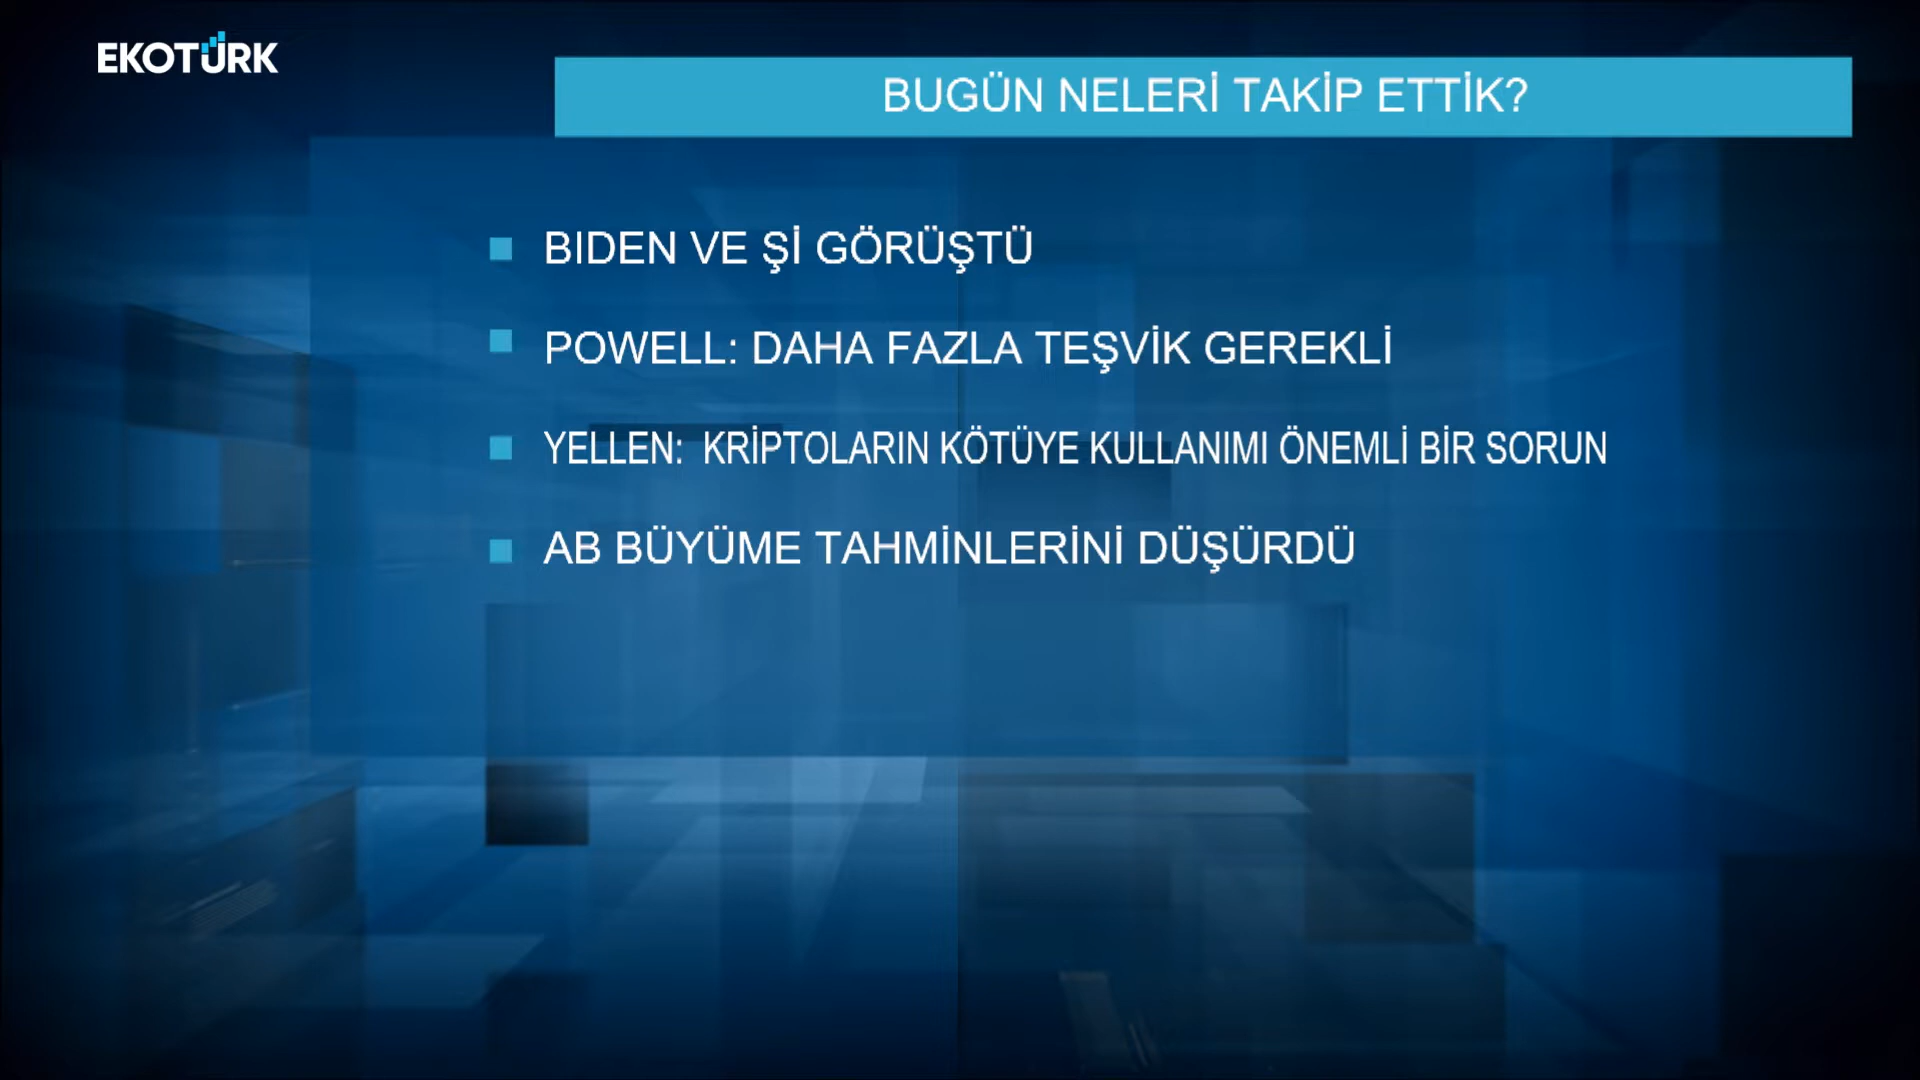 EKOTÜRK
BUGÜN NELERİ TAKİP ETTİK?
BIDEN VE Şİ GÖRÜŞTÜ
POWELL: DAHA FAZLA TEŞVİK GEREKLİ
YELLEN: KRİPTOLARIN KÖTÜYE KULLANIMI ÖNEMLİ BİR SORUN
AB BÜYÜME TAHMİNLERİNİ DÜŞÜRDÜ